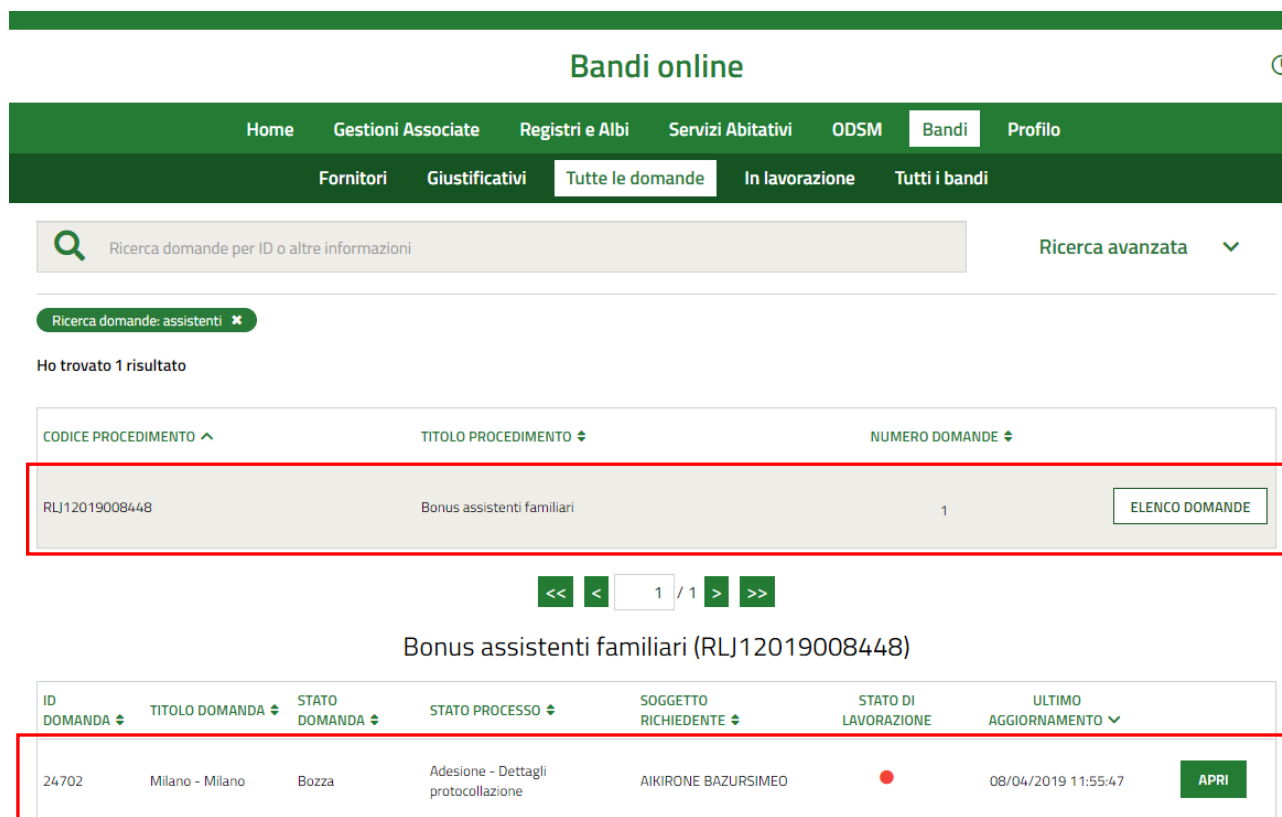 Bandi online
Home Gestioni Associate Registri e Albi Servizi Abitativi ODSM Bandi Profilo
Fornitori Giustificativi Tutte le domande In lavorazione Tutti i bandi
Ricerca domande per ID o altre informazioni Ricerca avanzata
Ricerca domande: assistenti ✖
Ho trovato 1 risultato
CODICE PROCEDIMENTO TITOLO PROCEDIMENTO NUMERO DOMANDE
RLJ12019008448 Bonus assistenti familiari 1 ELENCO DOMANDE
<< < 1 / 1 > >>
Bonus assistenti familiari (RLJ12019008448)
ID DOMANDA TITOLO DOMANDA STATO DOMANDA STATO PROCESSO SOGGETTO RICHIEDENTE STATO DI LAVORAZIONE ULTIMO AGGIORNAMENTO
24702 Milano - Milano Bozza Adesione - Dettagli protocollazione AIKIRONE BAZURSIMEO 08/04/2019 11:55:47 APRI